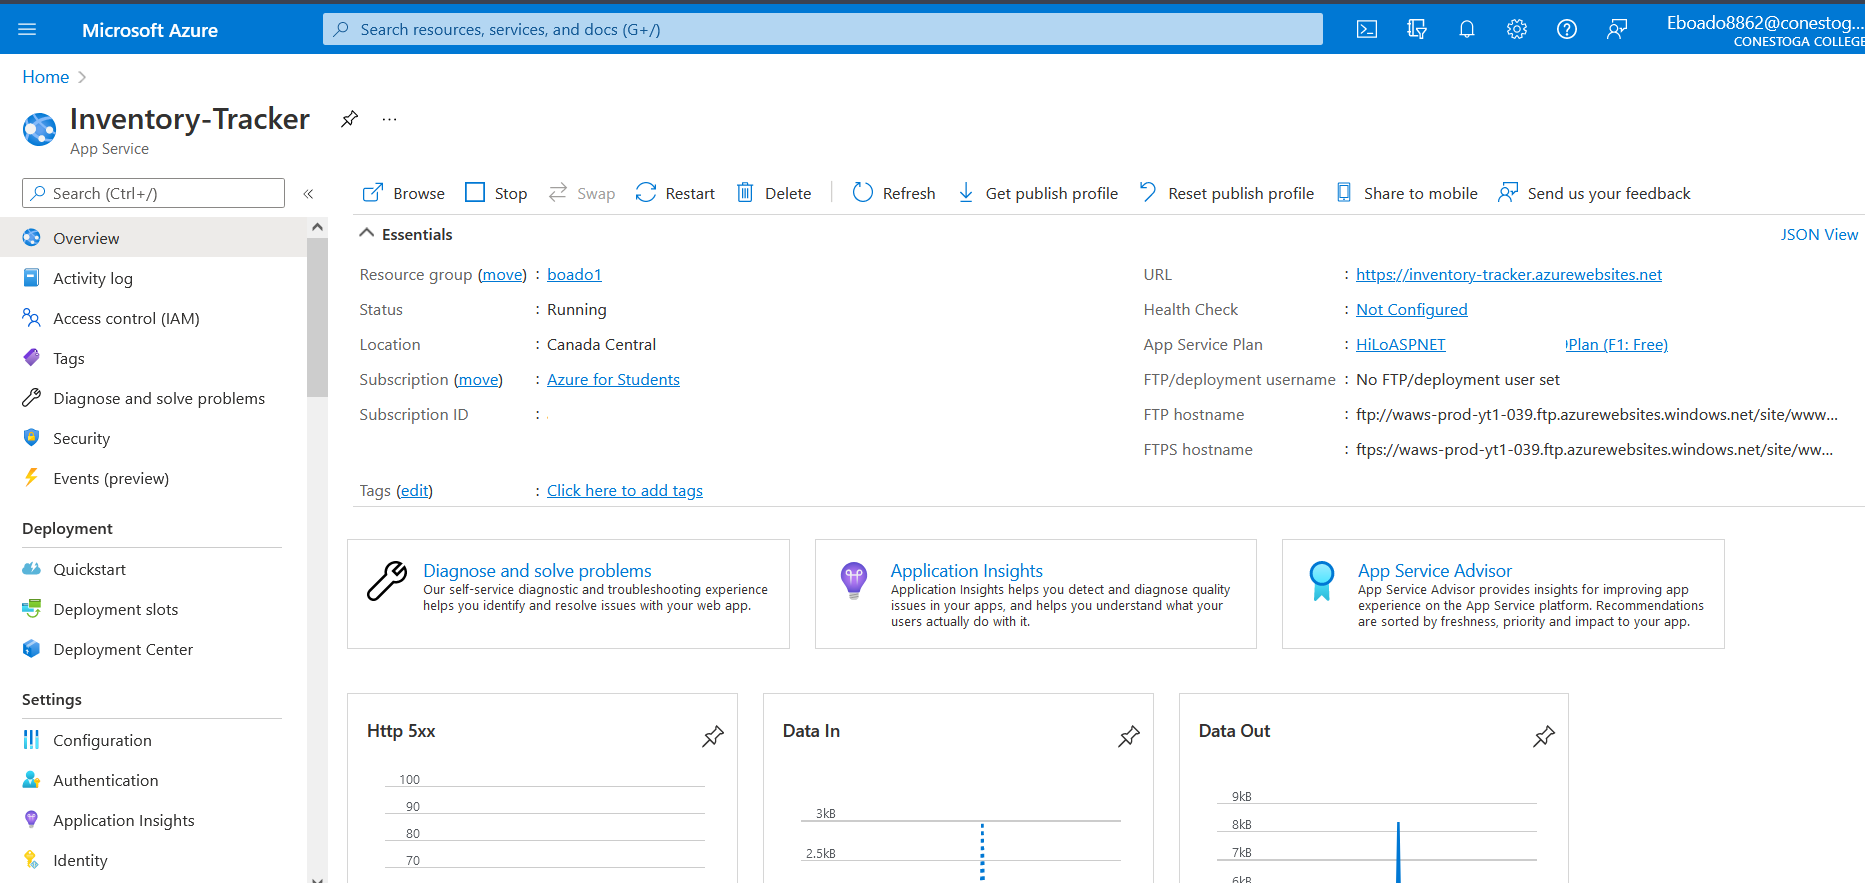 Microsoft Azure
Search resources, services, and docs (G+/)
Eboado8862@conestog...
CONESTOGA COLLEGE
Home
Inventory-Tracker
...
App Service
Search (Ctrl+/)
«
Browse
Stop
Swap
Restart
Delete
Refresh
Get publish profile
Reset publish profile
Share to mobile
Send us your feedback
Overview
Activity log
Access control (IAM)
Tags
Diagnose and solve problems
Security
Events (preview)
Deployment
Quickstart
Deployment slots
Deployment Center
Settings
Configuration
Authentication
Application Insights
Identity
Essentials
JSON View
Resource group (move) : boado1
Status : Running
Location : Canada Central
Subscription (move) : Azure for Students
Subscription ID :
Tags (edit) : Click here to add tags
URL : https://inventory-tracker.azurewebsites.net
Health Check : Not Configured
App Service Plan : HiLoASPNET Plan (F1: Free)
FTP/deployment username : No FTP/deployment user set
FTP hostname : ftp://waws-prod-yt1-039.ftp.azurewebsites.windows.net/site/www...
FTPS hostname : ftps://waws-prod-yt1-039.ftp.azurewebsites.windows.net/site/ww...
Diagnose and solve problems
Our self-service diagnostic and troubleshooting experience
helps you identify and resolve issues with your web app.
Application Insights
Application Insights helps you detect and diagnose quality
issues in your apps, and helps you understand what your
users actually do with it.
App Service Advisor
App Service Advisor provides insights for improving app
experience on the App Service platform. Recommendations
are sorted by freshness, priority and impact to your app.
Http 5xx
100
90
80
70
Data In
3kB
2.5kB
Data Out
9kB
8kB
7kB
6kB